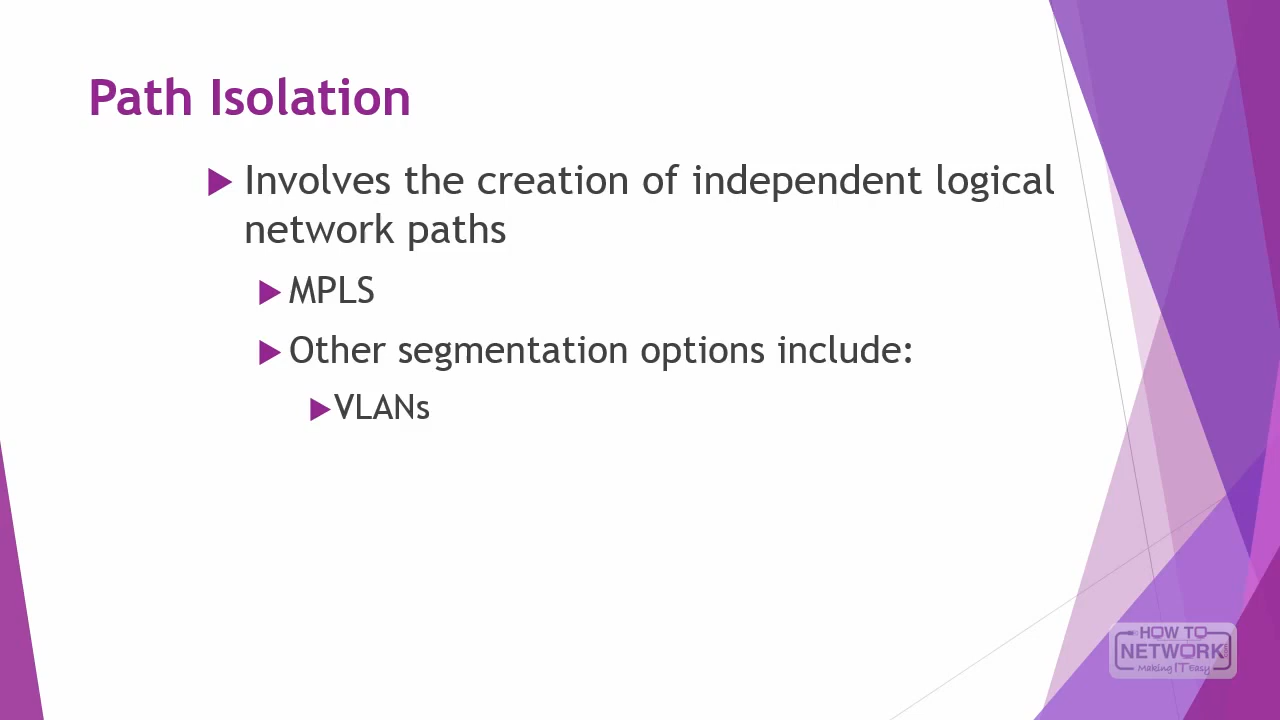 Path Isolation
Involves the creation of independent logical
network paths
MPLS
Other segmentation options include:
VLANs
HOW TO
NETWORK.com
Making IT Easy